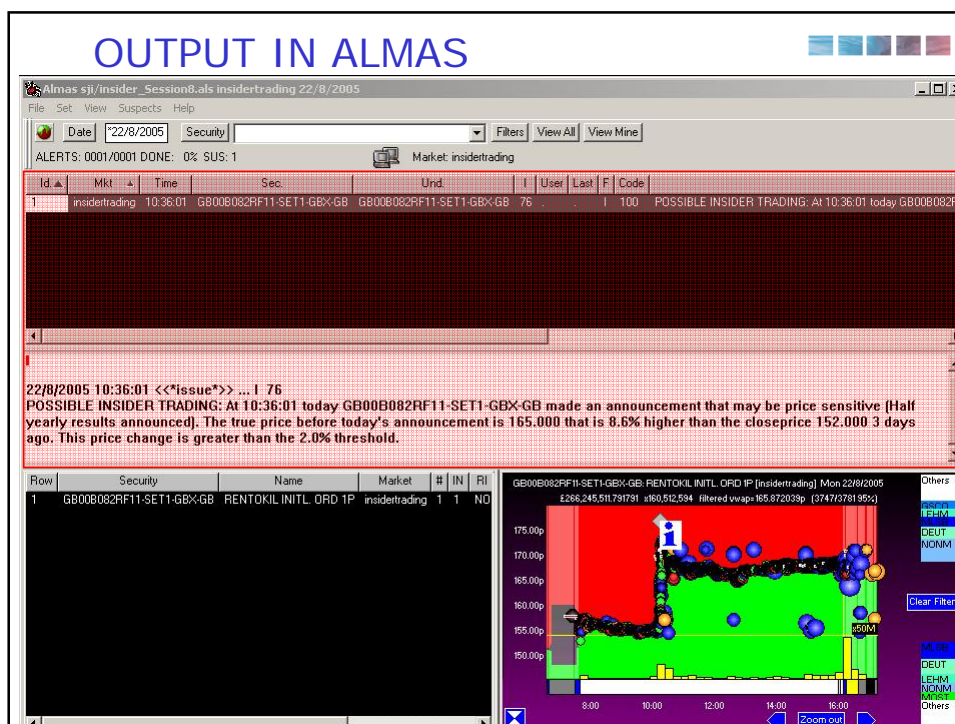 OUTPUT IN ALMAS
Almas sji/insider_Session8.als insidertrading 22/8/2005
File Set View Suspects Help
Date *22/8/2005 Security Filters View All View Mine
ALERTS: 0001/0001 DONE: 0% SUS: 1 Market: insidertrading
Id. Mkt Time Sec. Und. I User Last F Code
1 insidertrading 10:36:01 GB00B082RF11-SET1-GBX-GB GB00B082RF11-SET1-GBX-GB 76 . . I 100 POSSIBLE INSIDER TRADING: At 10:36:01 today GB00B082RF
22/8/2005 10:36:01 <<*issue*>> ... I 76
POSSIBLE INSIDER TRADING: At 10:36:01 today GB00B082RF11-SET1-GBX-GB made an announcement that may be price sensitive (Half
yearly results announced). The true price before today's announcement is 165.000 that is 8.6% higher than the closeprice 152.000 3 days
ago. This price change is greater than the 2.0% threshold.
Row Security Name Market # IN RI
1 GB00B082RF11-SET1-GBX-GB RENTOKIL INITL. ORD 1P insidertrading 1 1 NO
GB00B082RF11-SET1-GBX-GB: RENTOKIL INITL. ORD 1P [insidertrading] Mon 22/8/2005
£266,245,511.791791 x160,512,594 filtered vwap=165.872039p (3747/3781 95%)
175.00p
170.00p
165.00p
160.00p
155.00p
150.00p
i
x50M
8:00 10:00 12:00 14:00 16:00
Zoom out
Others
GSCO
LEHM
MLGB
DEUT
NONM
Clear Filter
MLGB
DEUT
LEHM
NONM
MOST
Others